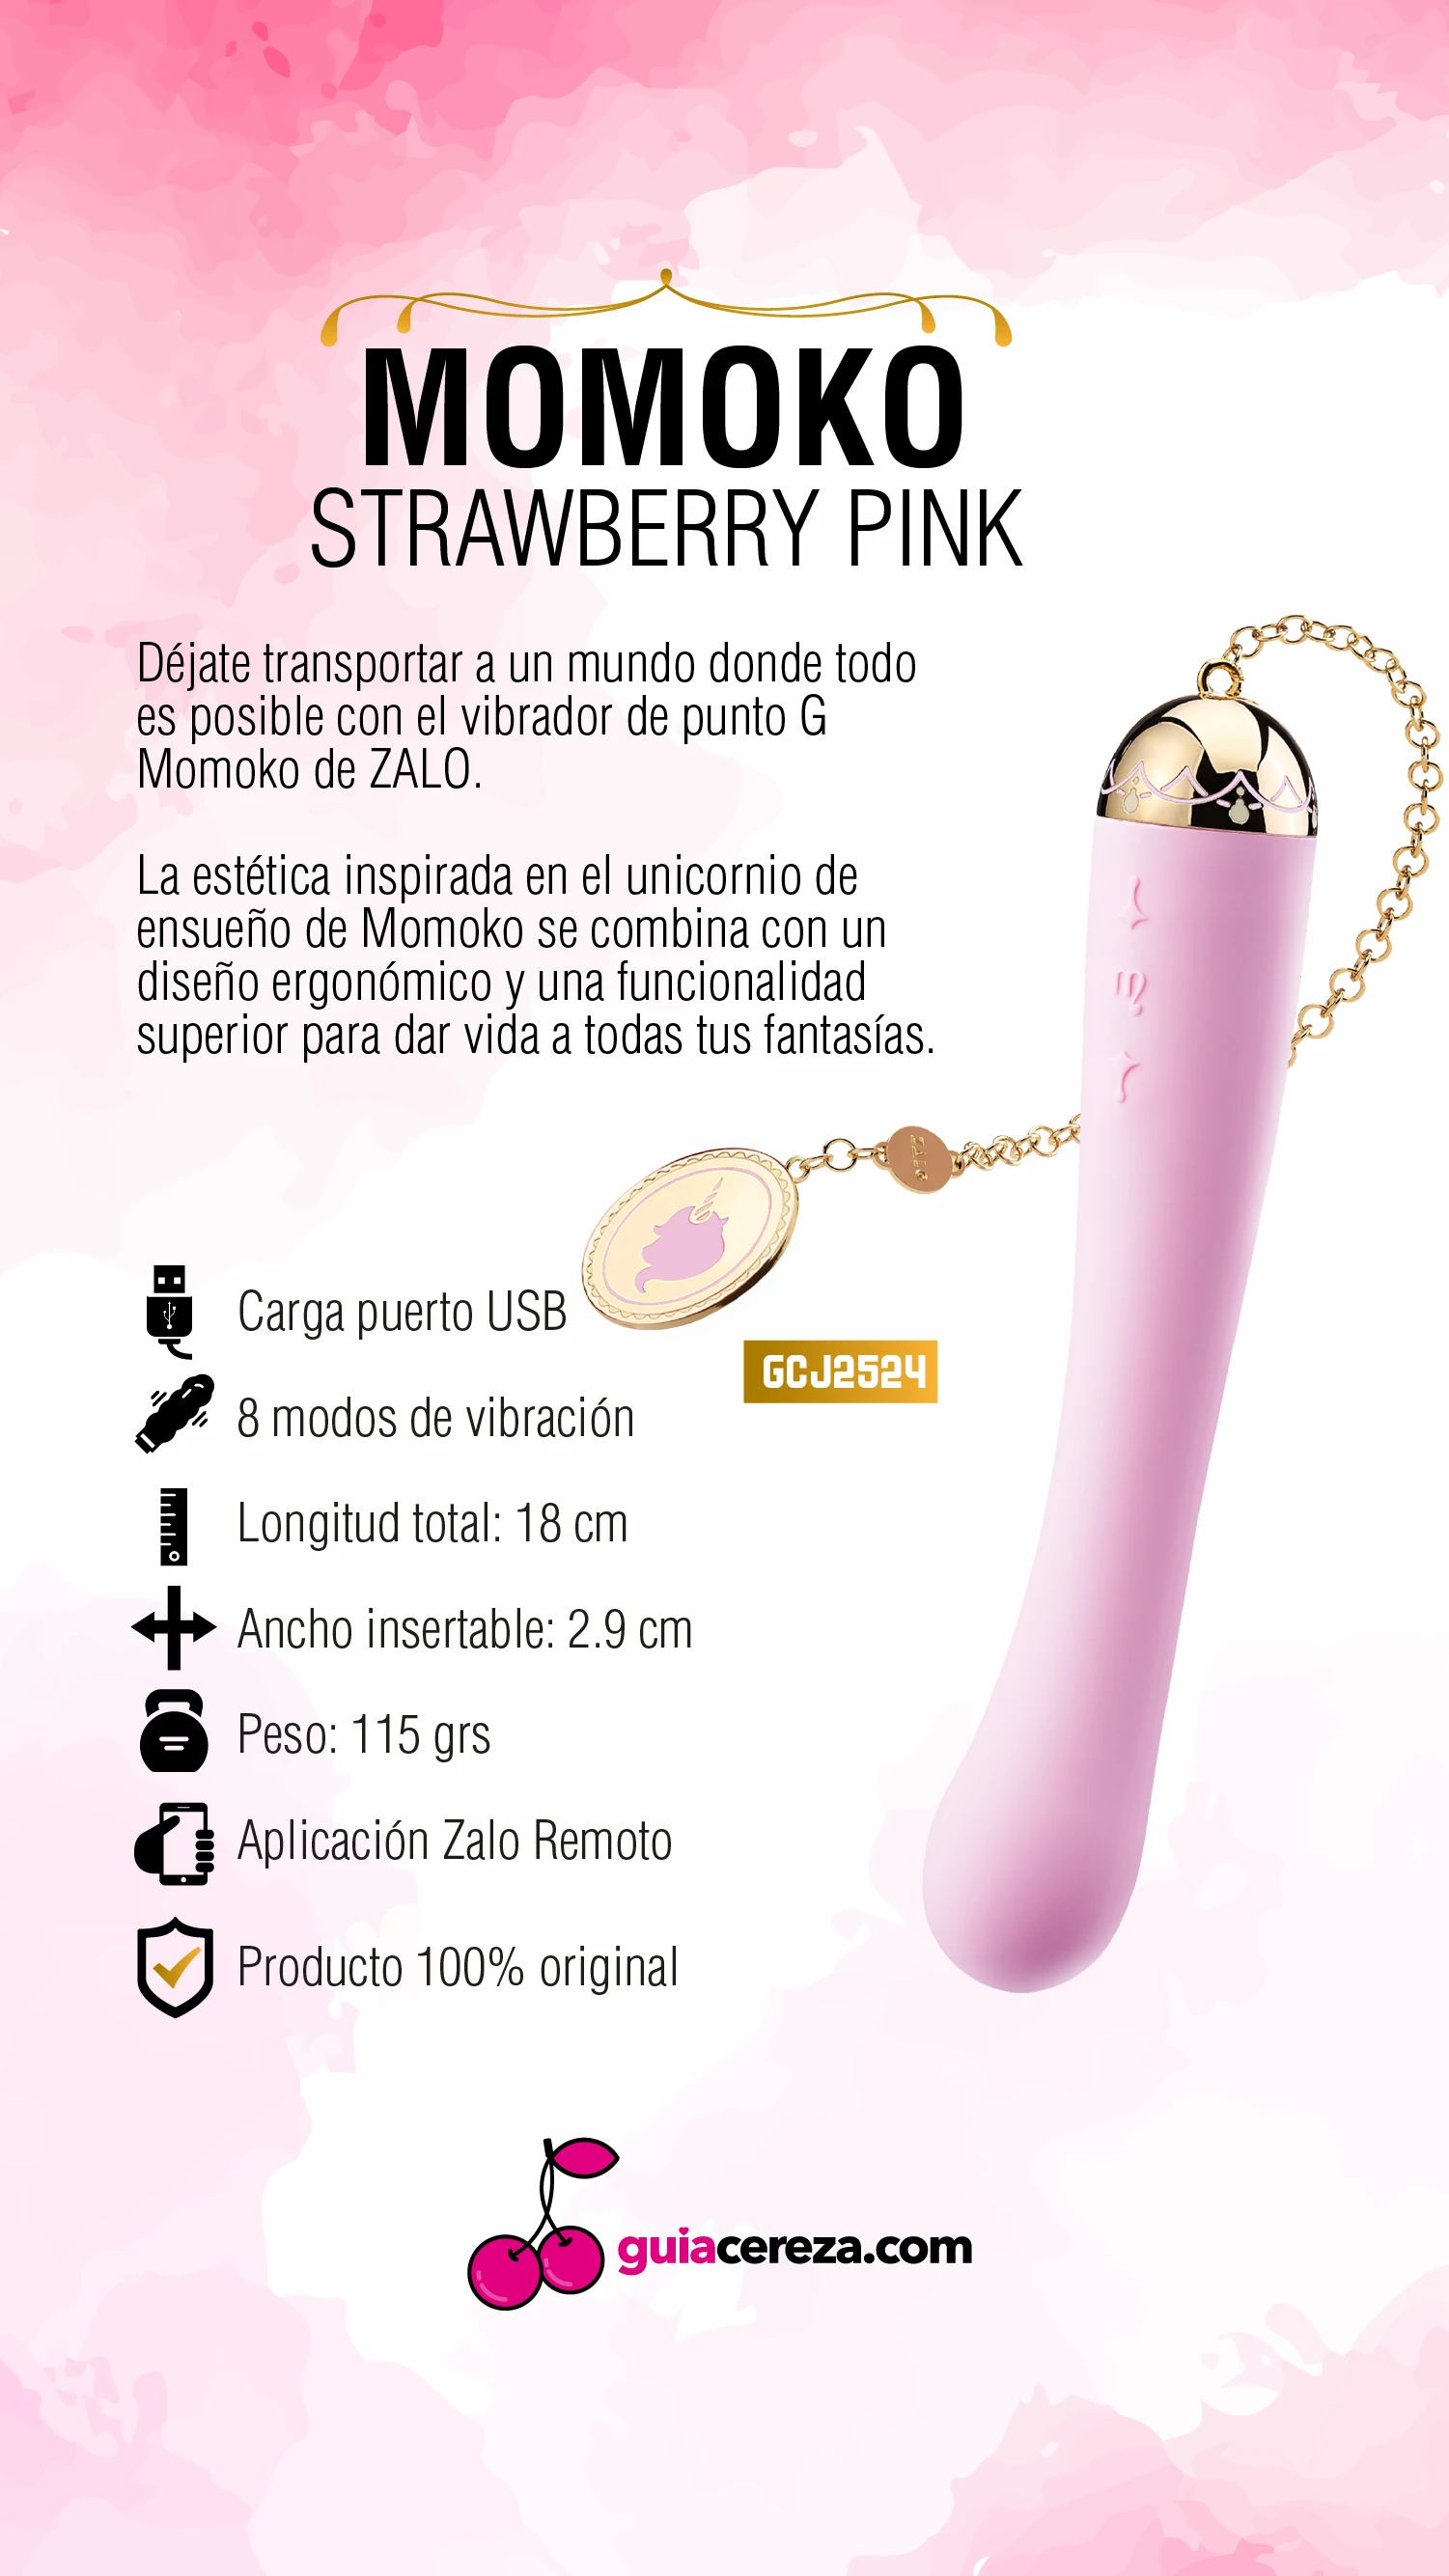 MOMOKO
STRAWBERRY PINK
Déjate transportar a un mundo donde todo
es posible con el vibrador de punto G
Momoko de ZALO.
La estética inspirada en el unicornio de
ensueño de Momoko se combina con un
diseño ergonómico y una funcionalidad
superior para dar vida a todas tus fantasías.
ZALO
Carga puerto USB
GCJ2524
8 modos de vibración
Longitud total: 18 cm
Ancho insertable: 2.9 cm
Peso: 115 grs
Aplicación Zalo Remoto
Producto 100% original
guiacereza.com